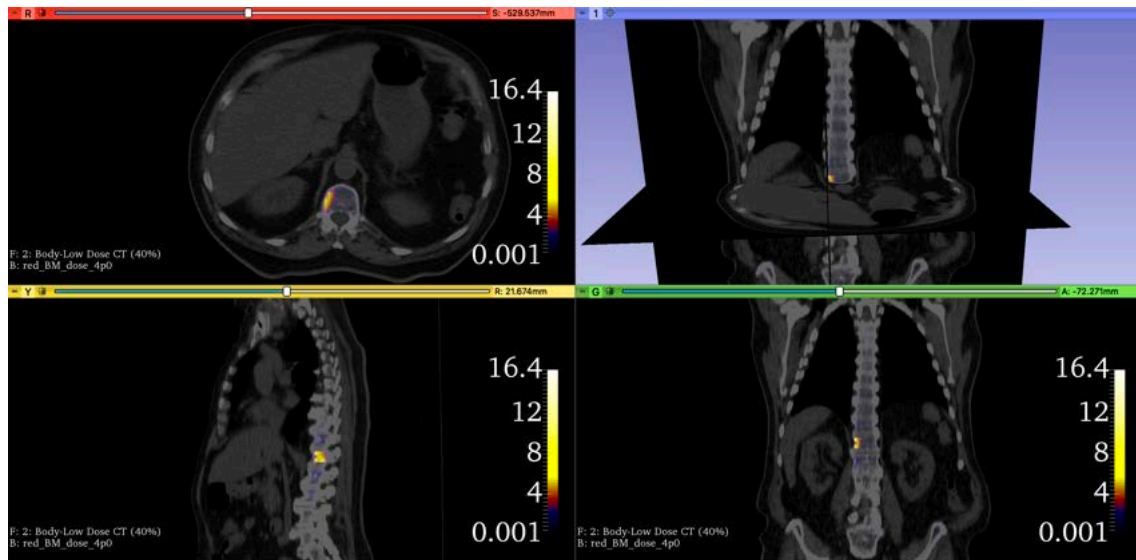 R S: -529.537mm
16.4
12
8
4
0.001
F: 2: Body-Low Dose CT (40%)
B: red_BM_dose_4p0
1
Y R: 21.674mm
16.4
12
8
4
0.001
F: 2: Body-Low Dose CT (40%)
B: red_BM_dose_4p0
G A: -72.271mm
16.4
12
8
4
0.001
F: 2: Body-Low Dose CT (40%)
B: red_BM_dose_4p0